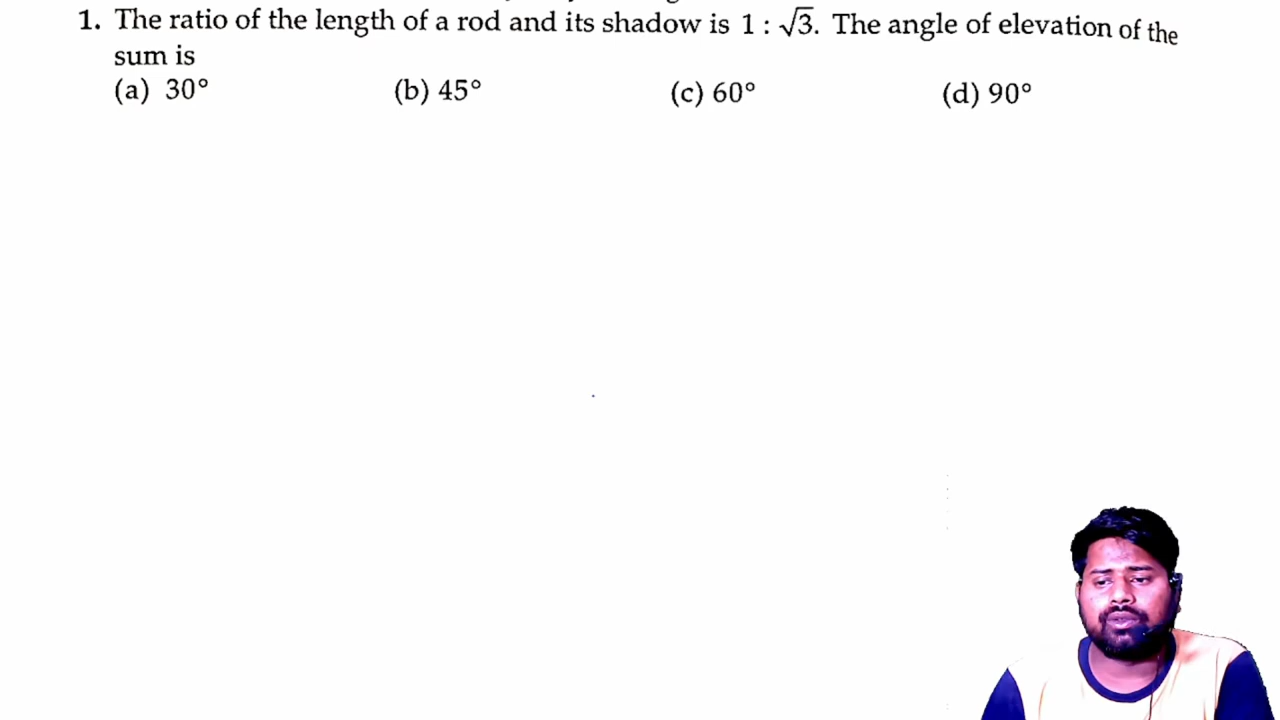 1. The ratio of the length of a rod and its shadow is 1 : √3. The angle of elevation of the
sum is
(a) 30° (b) 45° (c) 60° (d) 90°